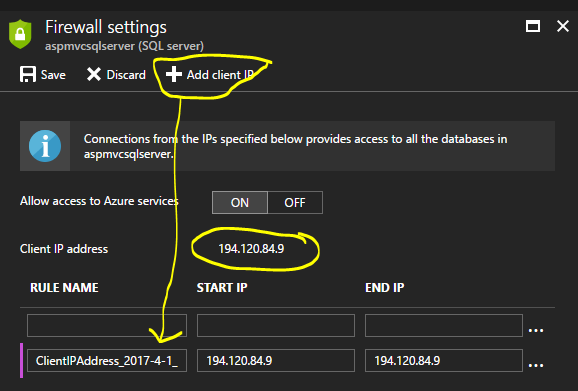 Firewall settings
aspmvcsqlserver (SQL server)
Save Discard Add client IP
Connections from the IPs specified below provides access to all the databases in
aspmvcsqlserver.
Allow access to Azure services ON OFF
Client IP address 194.120.84.9
RULE NAME START IP END IP
...
ClientIPAddress_2017-4-1_ 194.120.84.9 194.120.84.9 ...